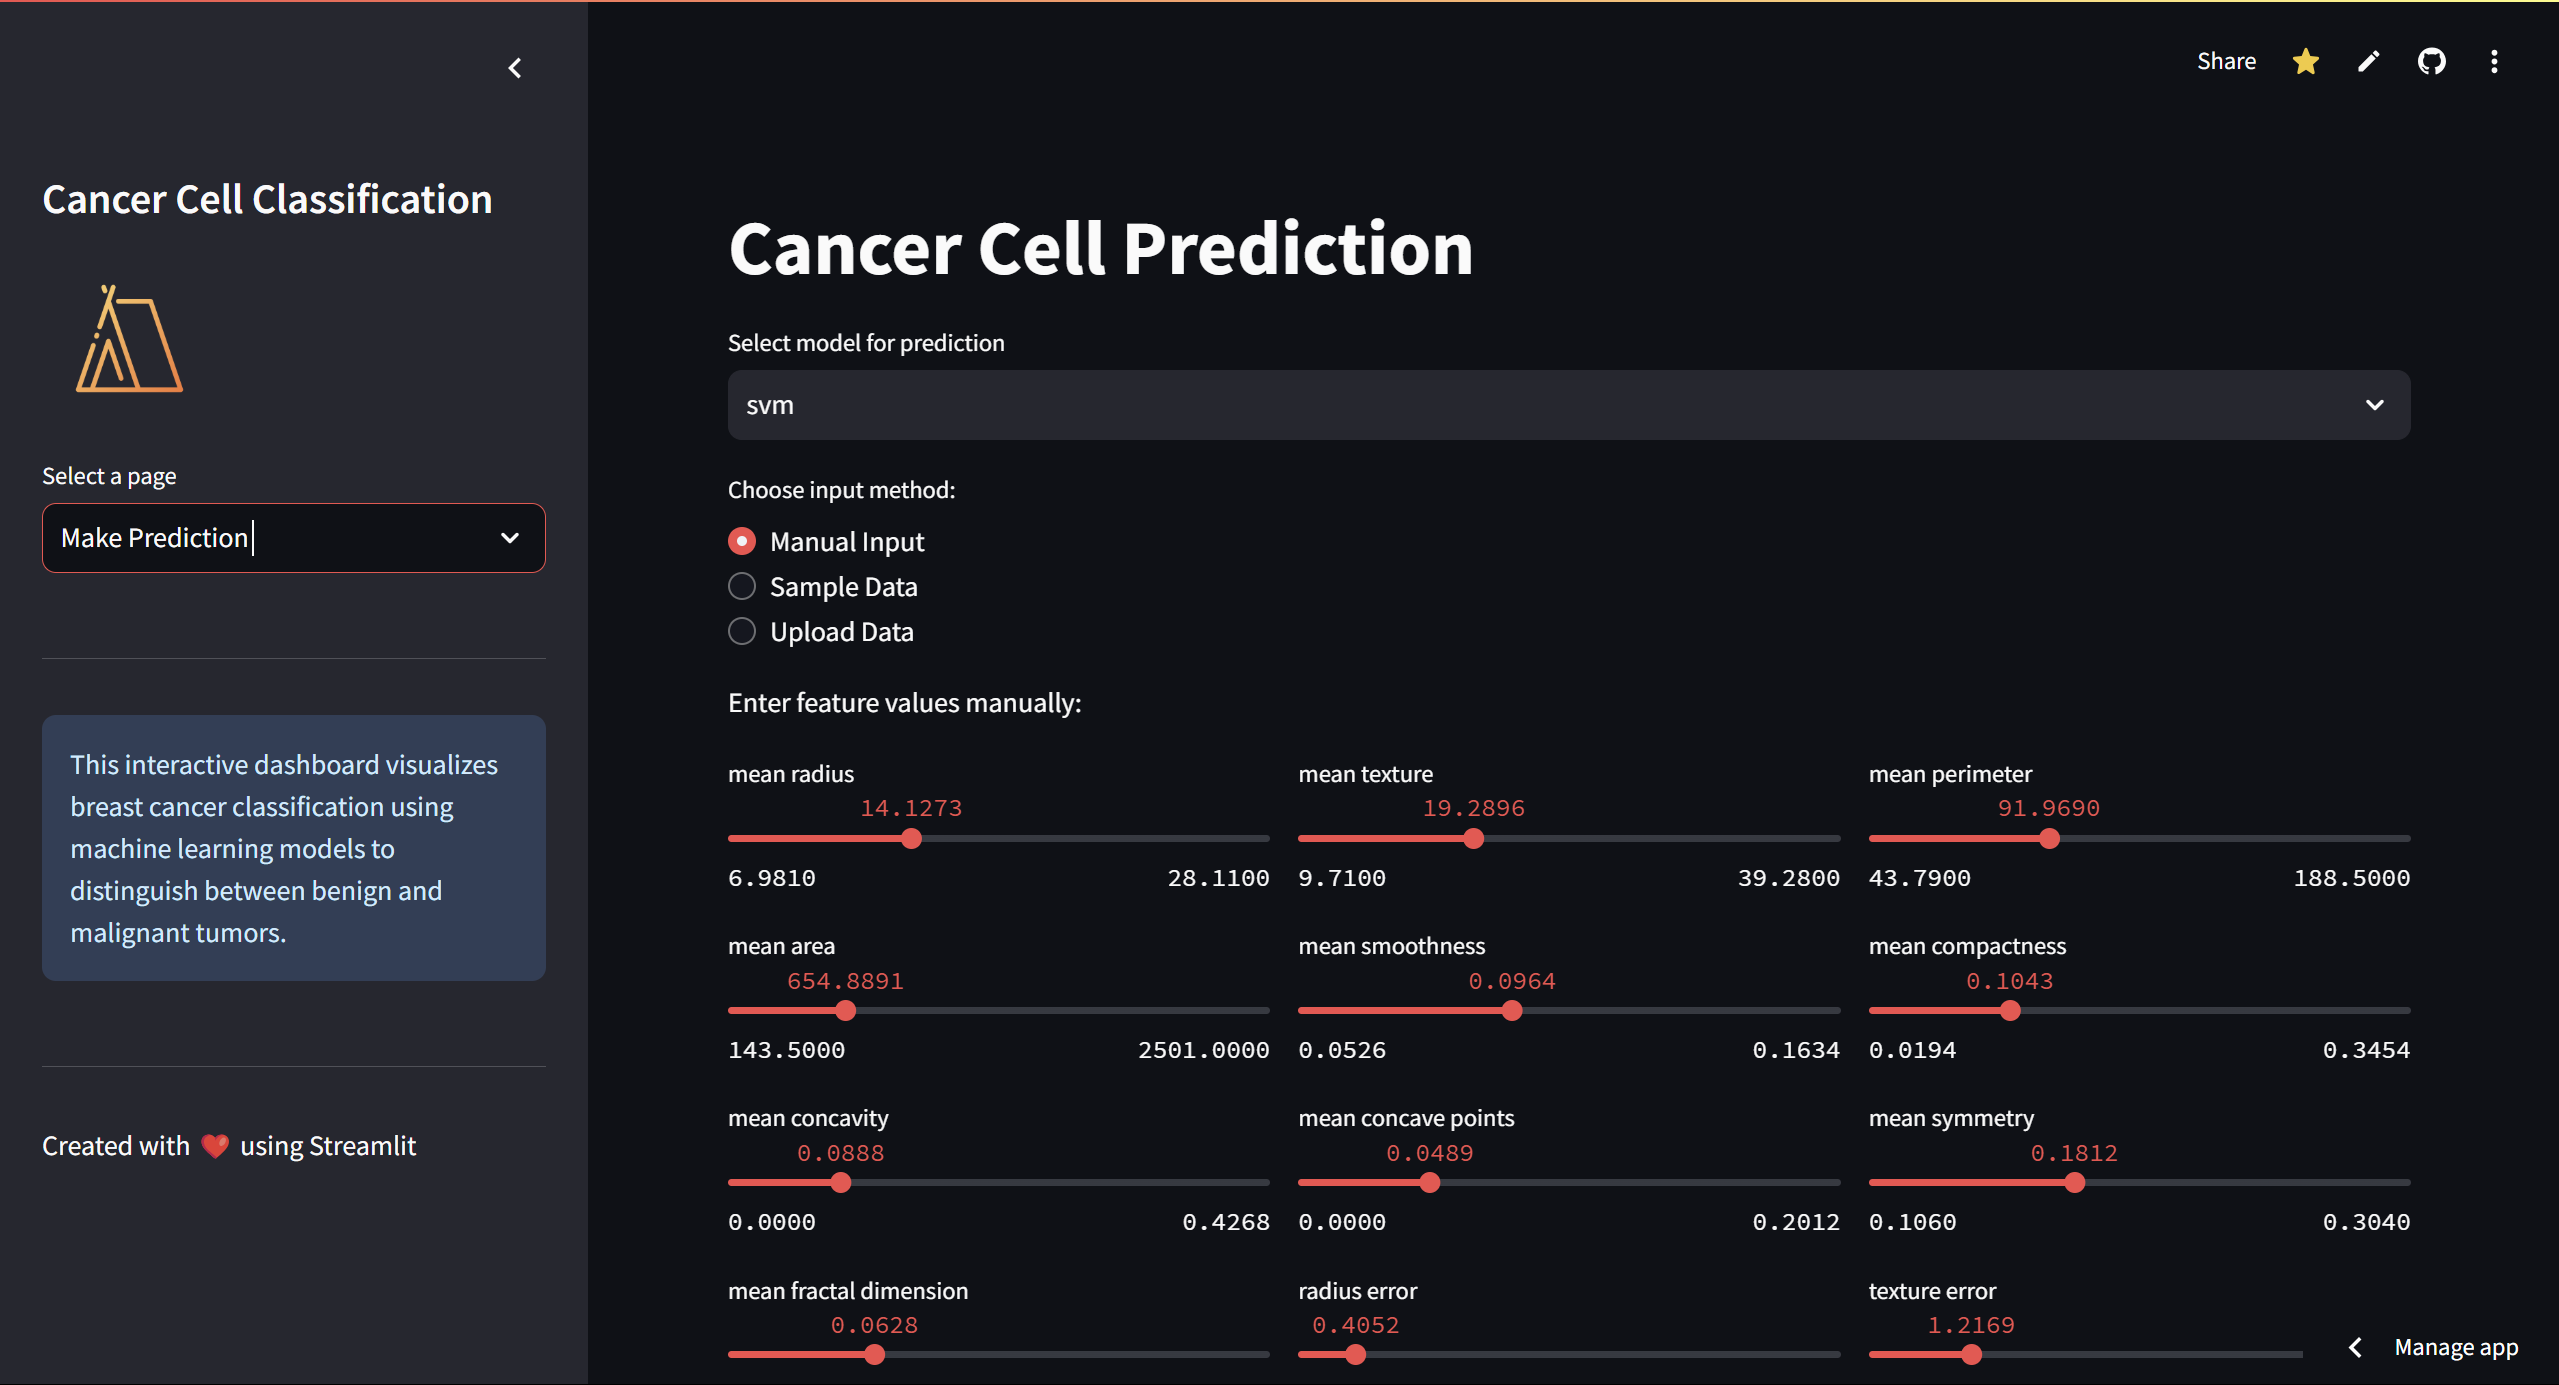 Share
Cancer Cell Classification
Select a page
Make Prediction
This interactive dashboard visualizes
breast cancer classification using
machine learning models to
distinguish between benign and
malignant tumors.
Created with ❤️ using Streamlit
Cancer Cell Prediction
Select model for prediction
svm
Choose input method:
Manual Input
Sample Data
Upload Data
Enter feature values manually:
mean radius
14.1273
6.9810 28.1100
mean texture
19.2896
9.7100 39.2800
mean perimeter
91.9690
43.7900 188.5000
mean area
654.8891
143.5000 2501.0000
mean smoothness
0.0964
0.0526 0.1634
mean compactness
0.1043
0.0194 0.3454
mean concavity
0.0888
0.0000 0.4268
mean concave points
0.0489
0.0000 0.2012
mean symmetry
0.1812
0.1060 0.3040
mean fractal dimension
0.0628
radius error
0.4052
texture error
1.2169
Manage app